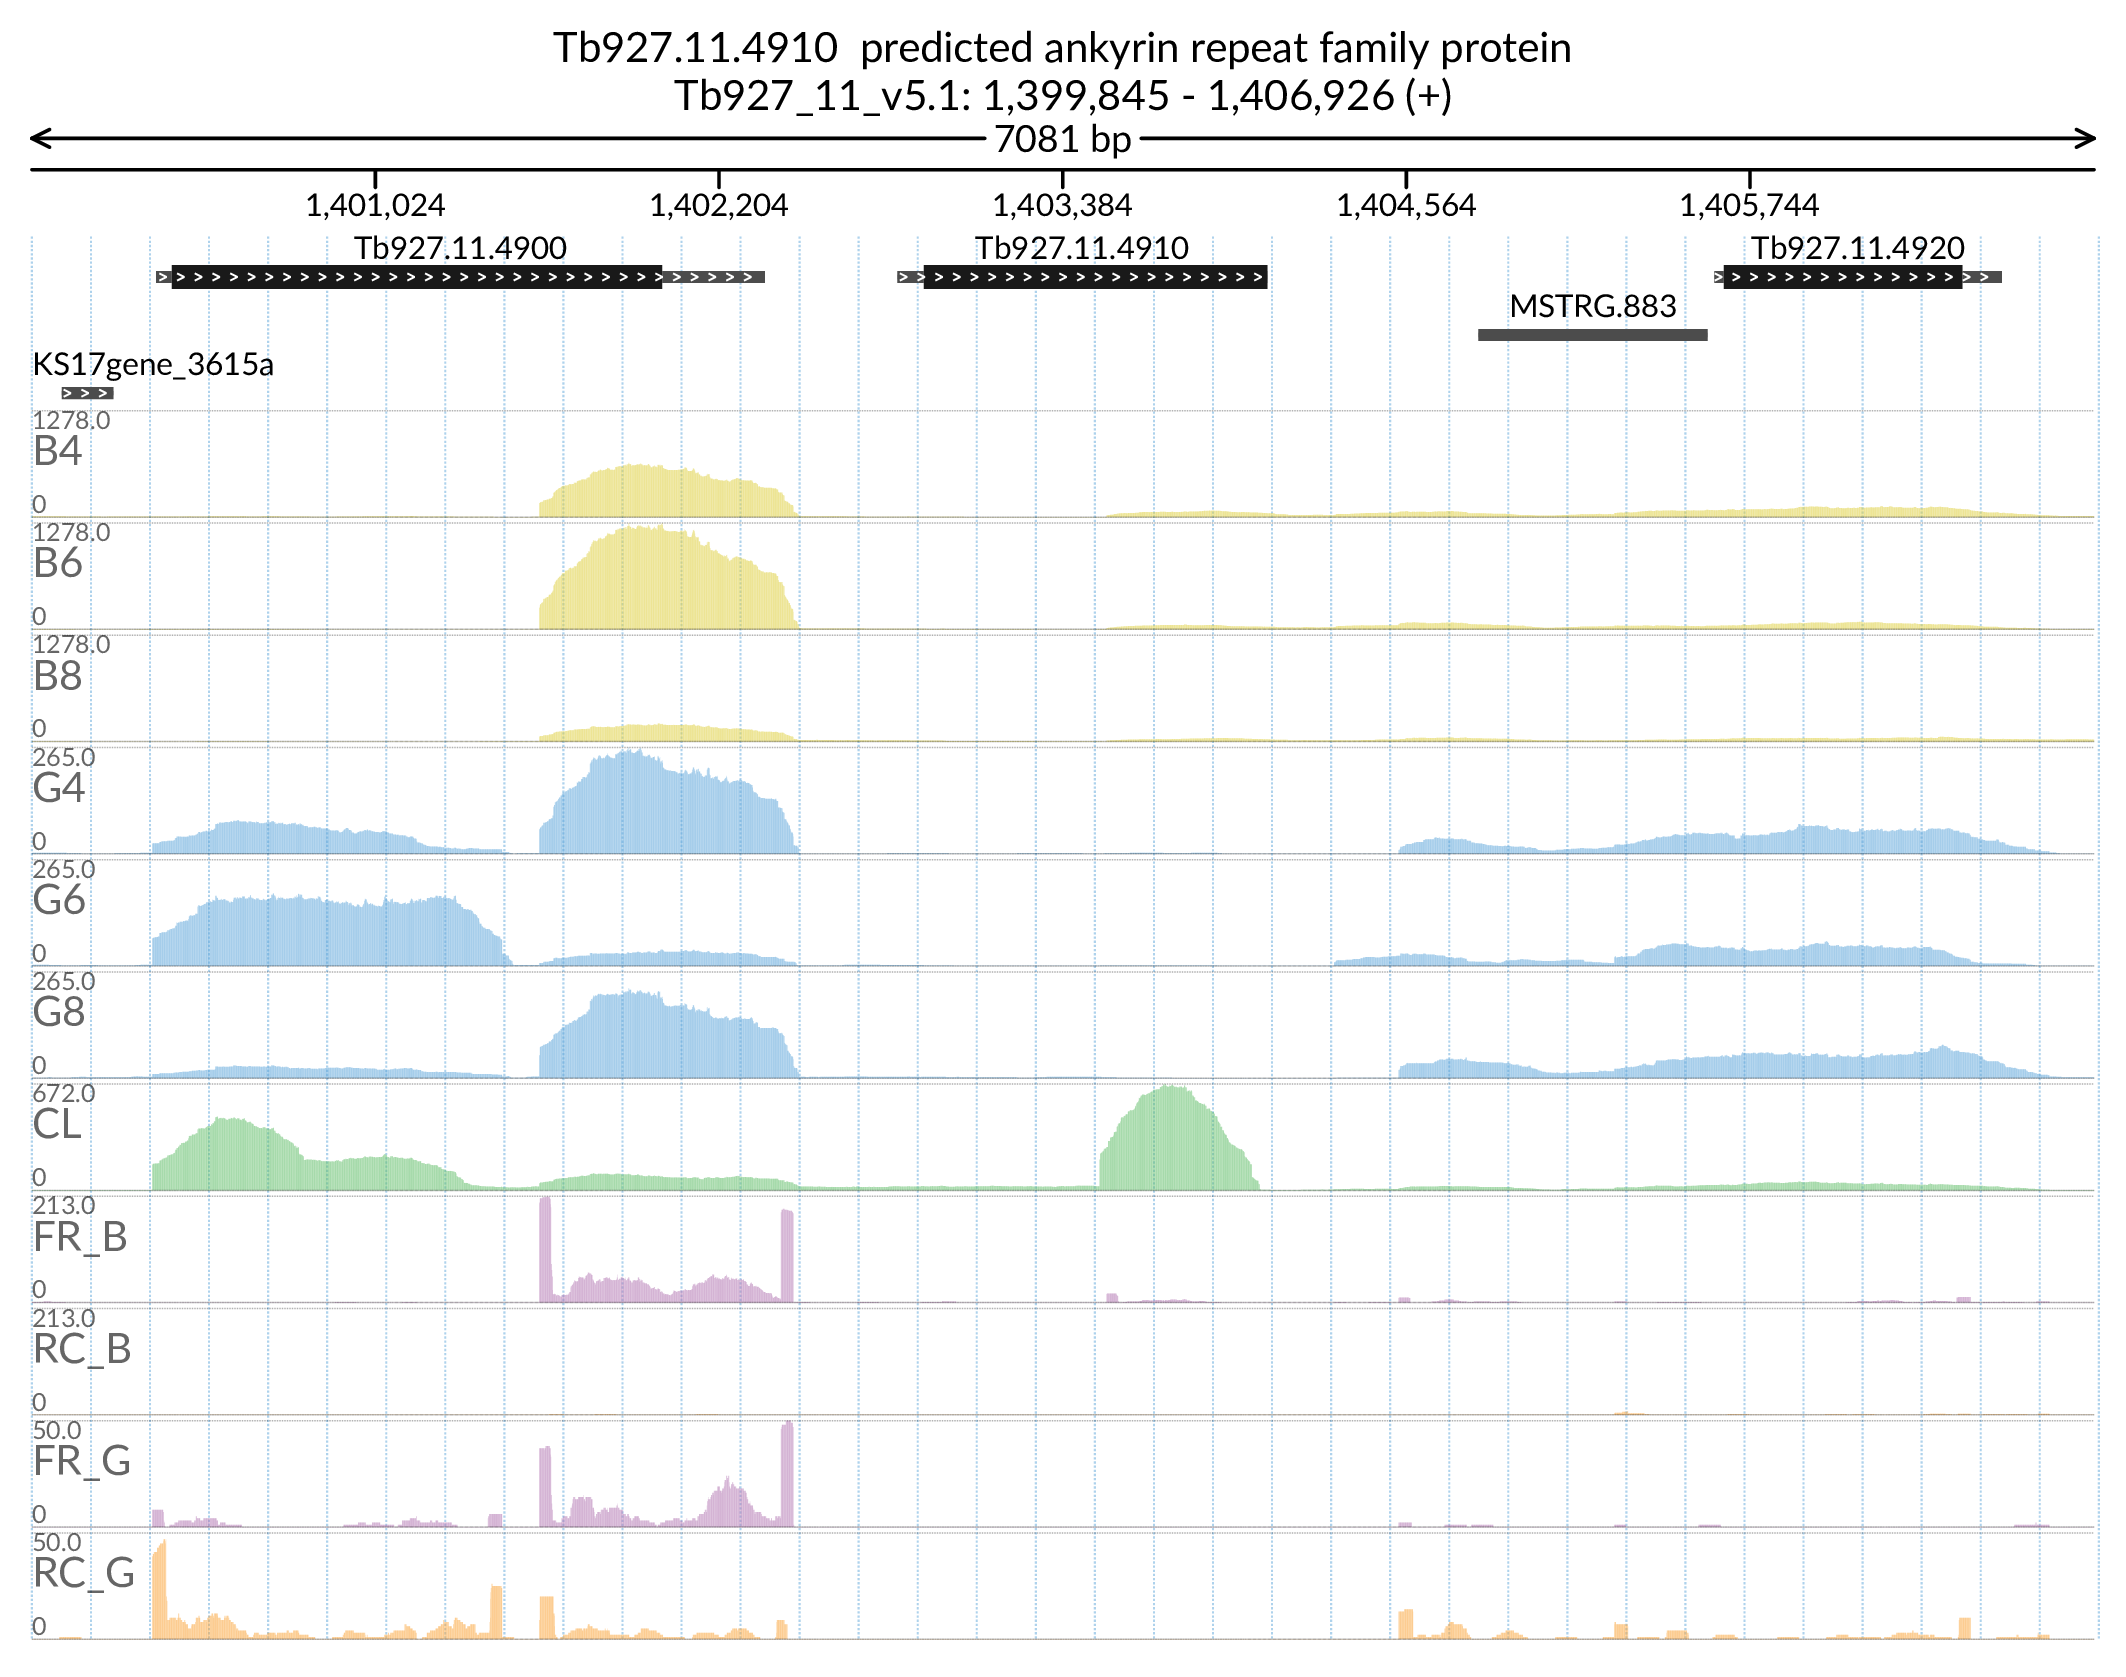 Tb927.11.4910  predicted ankyrin repeat family protein
Tb927_11_v5.1: 1,399,845 - 1,406,926 (+)
7081 bp
1,401,024 1,402,204 1,403,384 1,404,564 1,405,744
Tb927.11.4900 Tb927.11.4910 Tb927.11.4920
MSTRG.883
KS17gene_3615a
1278.0
B4
0
1278.0
B6
0
1278.0
B8
0
265.0
G4
0
265.0
G6
0
265.0
G8
0
672.0
CL
0
213.0
FR_B
0
213.0
RC_B
0
50.0
FR_G
0
50.0
RC_G
0